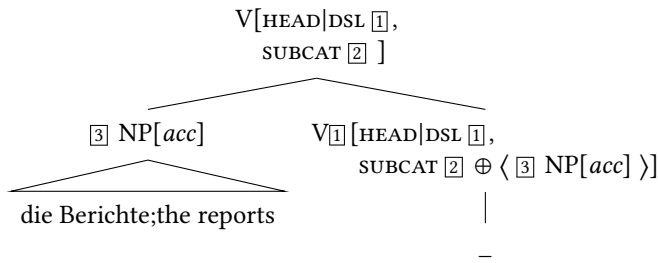 V[HEAD|DSL 1,
SUBCAT 2 ]
3 NP[acc]
V1[HEAD|DSL 1,
SUBCAT 2 ⊕ ⟨ 3 NP[acc] ⟩]
die Berichte;the reports
–